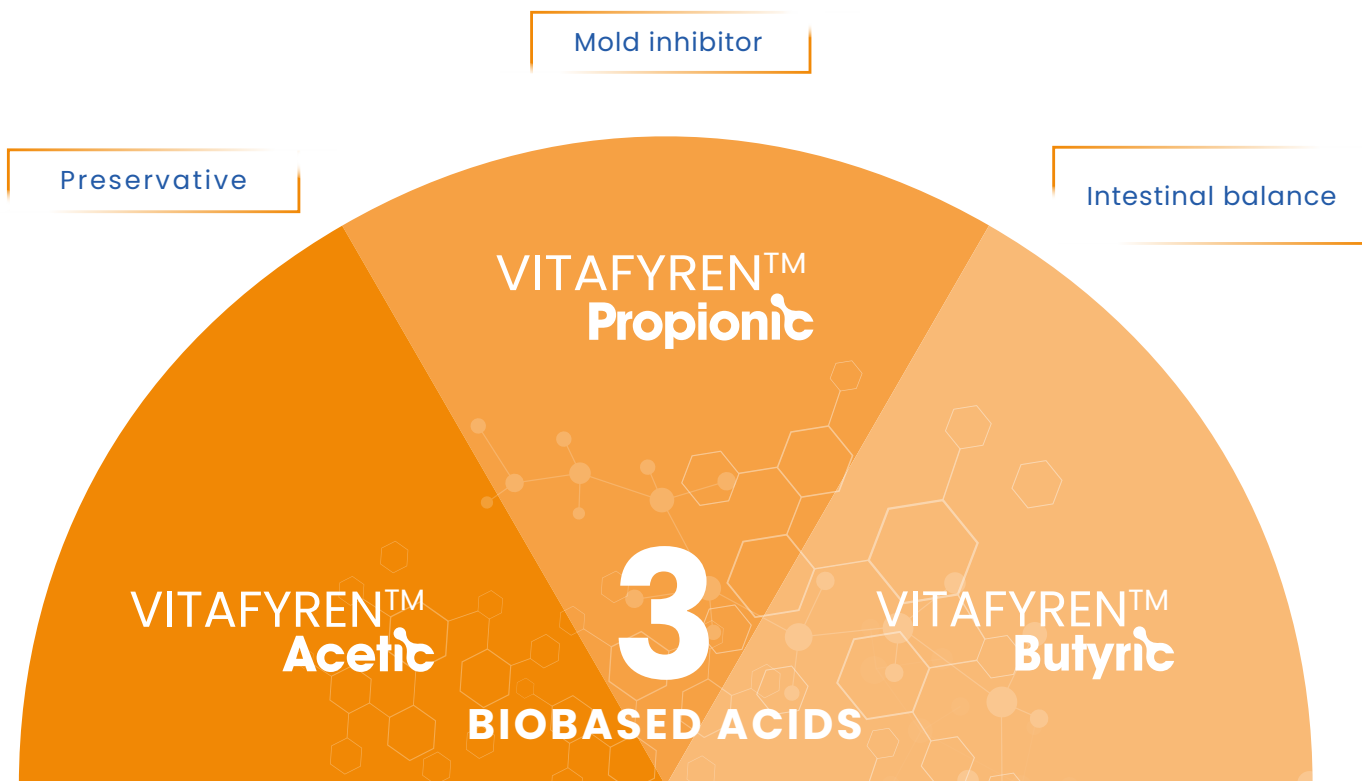 Mold inhibitor
Preservative
Intestinal balance
VITAFYREN™
Propionic
VITAFYREN™
Acetic
VITAFYREN™
Butyric
3
BIOBASED ACIDS